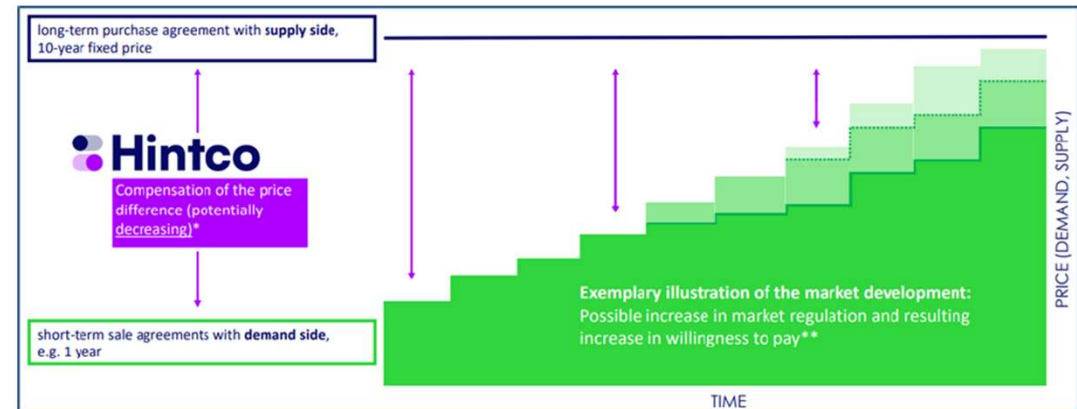 long-term purchase agreement with supply side,
10-year fixed price
Hintco
Compensation of the price
difference (potentially
decreasing)*
short-term sale agreements with demand side,
e.g. 1 year
Exemplary illustration of the market development:
Possible increase in market regulation and resulting
increase in willingness to pay**
TIME
PRICE (DEMAND, SUPPLY)